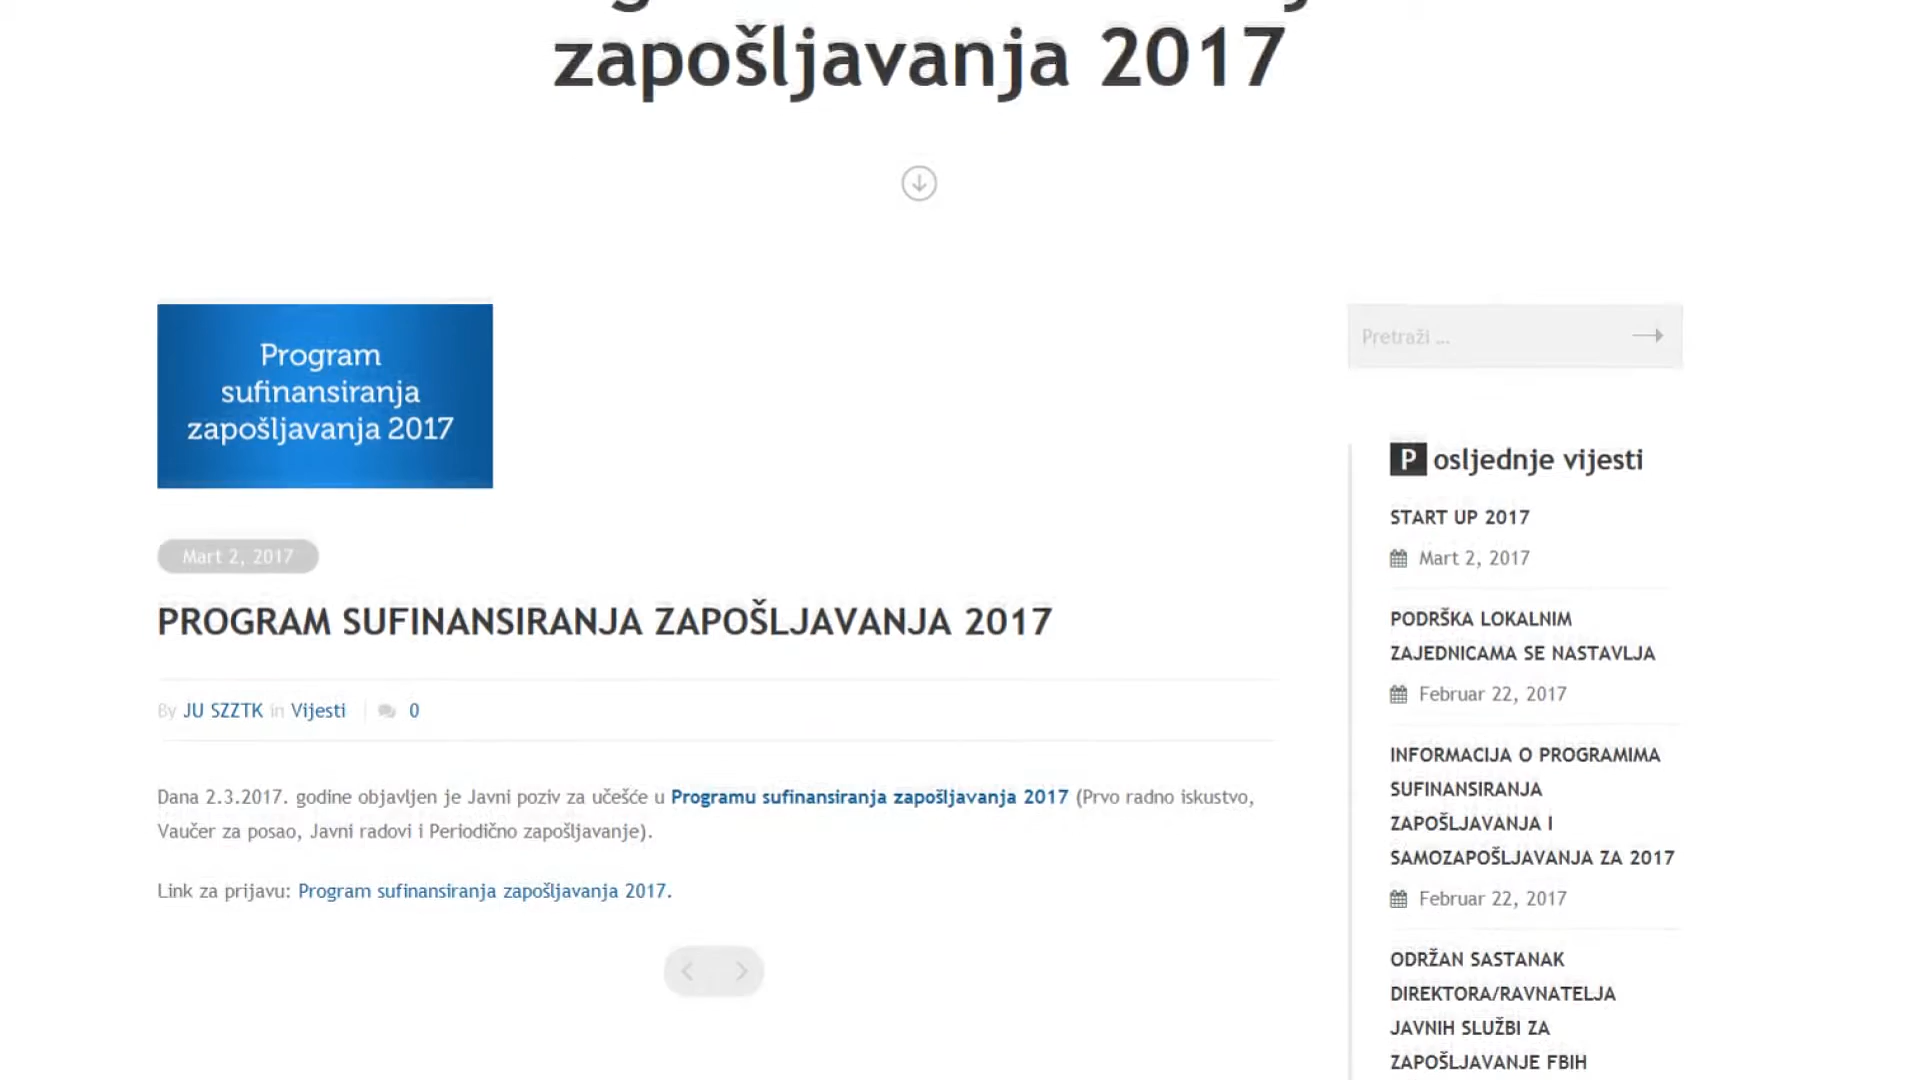 zapošljavanja 2017
Program
sufinansiranja
zapošljavanja 2017
Mart 2, 2017
PROGRAM SUFINANSIRANJA ZAPOŠLJAVANJA 2017
By JU SZZTK in Vijesti 0
Dana 2.3.2017. godine objavljen je Javni poziv za učešće u Programu sufinansiranja zapošljavanja 2017 (Prvo radno iskustvo,
Vaučer za posao, Javni radovi i Periodično zapošljavanje).
Link za prijavu: Program sufinansiranja zapošljavanja 2017.
Pretraži ...
Posljednje vijesti
START UP 2017
Mart 2, 2017
PODRŠKA LOKALNIM
ZAJEDNICAMA SE NASTAVLJA
Februar 22, 2017
INFORMACIJA O PROGRAMIMA
SUFINANSIRANJA
ZAPOŠLJAVANJA I
SAMOZAPOŠLJAVANJA ZA 2017
Februar 22, 2017
ODRŽAN SASTANAK
DIREKTORA/RAVNATELJA
JAVNIH SLUŽBI ZA
ZAPOŠLJAVANJE FBIH